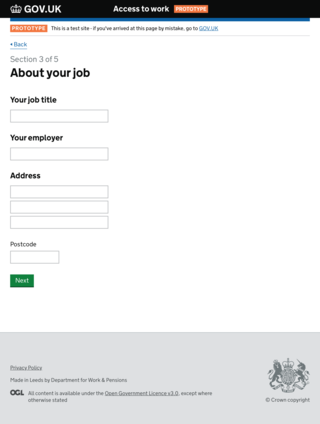 GOV.UK Access to work PROTOTYPE
PROTOTYPE This is a test site - if you've arrived at this page by mistake, go to GOV.UK
Back
Section 3 of 5
About your job
Your job title
Your employer
Address
Postcode
Next
Privacy Policy
Made in Leeds by Department for Work & Pensions
OGL All content is available under the Open Government Licence v3.0, except where
otherwise stated
© Crown copyright